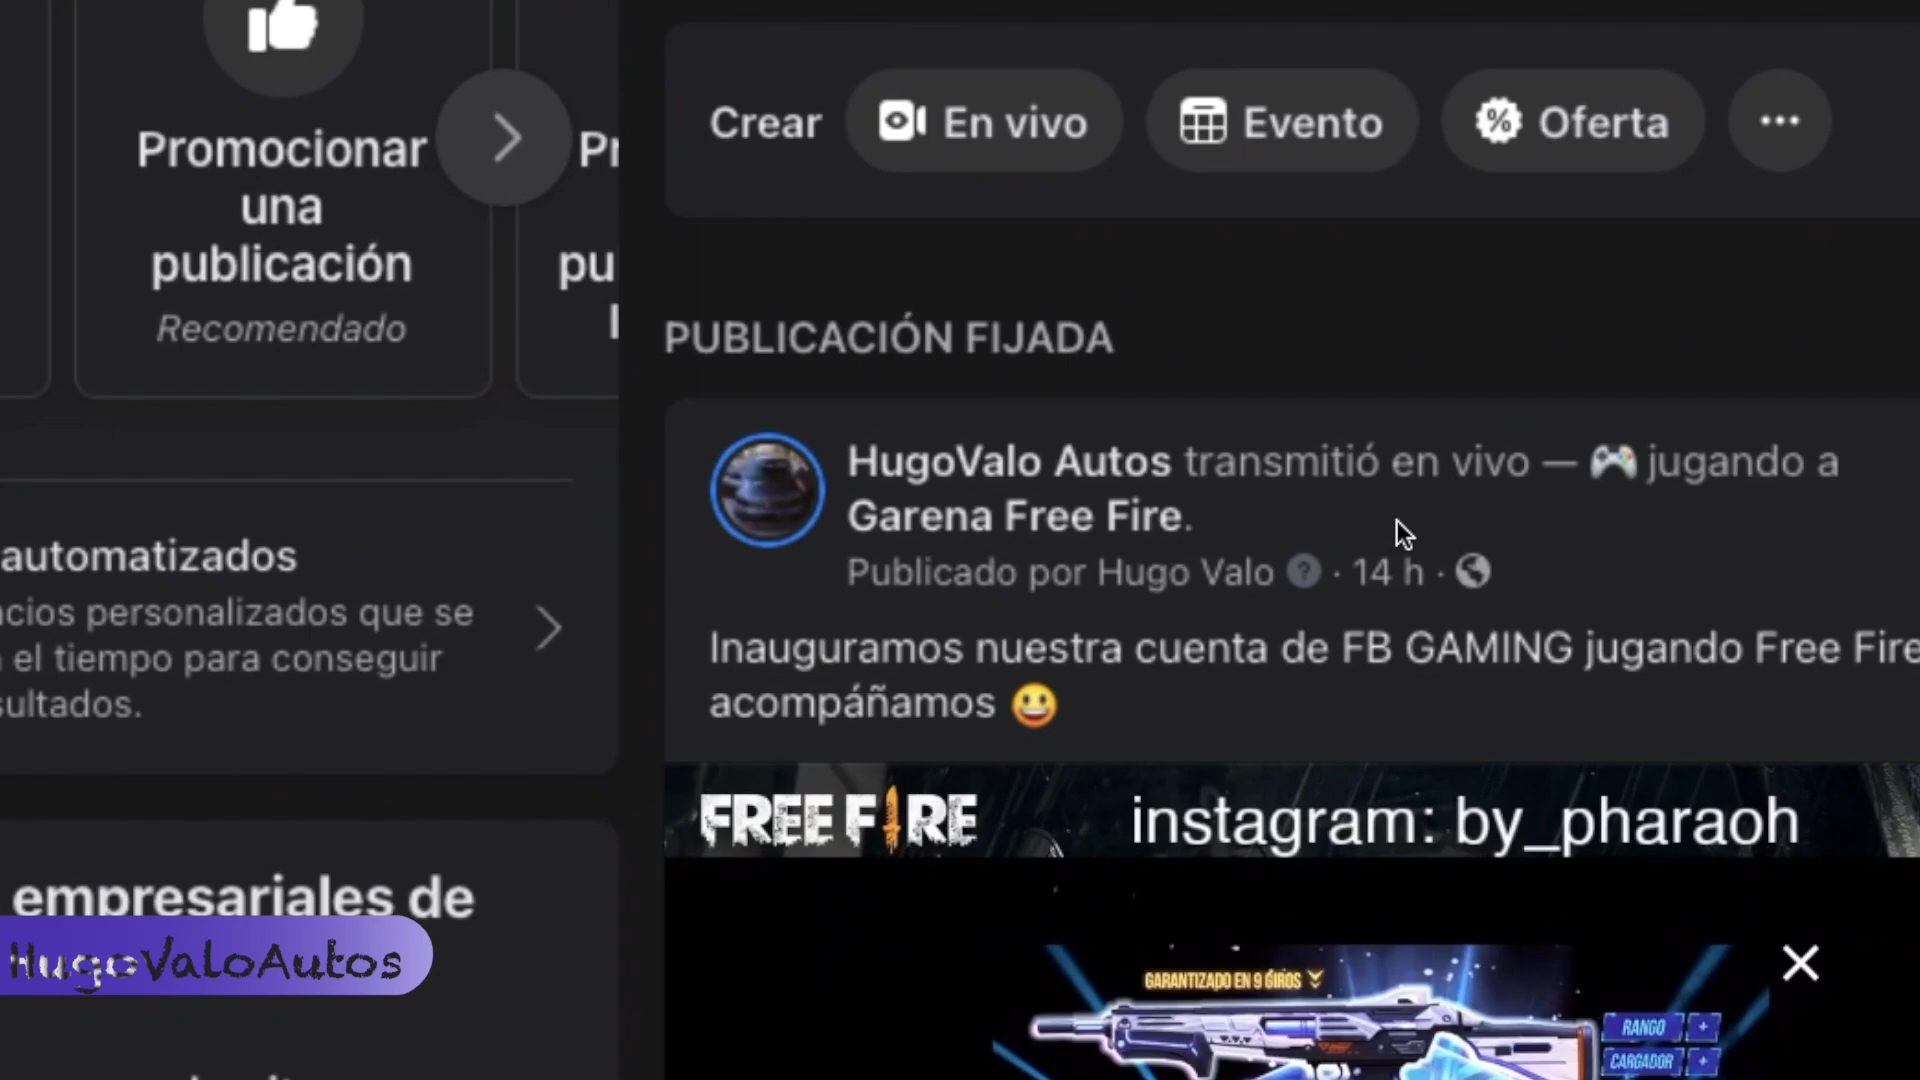 Promocionar
una
publicación
Recomendado
automatizados
personalizados que se
el tiempo para conseguir
empresariales de
HugoValoAutos
Crear
En vivo
Evento
Oferta
PUBLICACIÓN FIJADA
HugoValo Autos transmitió en vivo — 🎮 jugando a
Garena Free Fire.
Publicado por Hugo Valo · 14 h ·
Inauguramos nuestra cuenta de FB GAMING jugando Free Fire
acompáñamos 😀
FREE FIRE
instagram: by_pharaoh
GARANTIZADO EN 9 GIROS
RANGO +
CARGADOR +